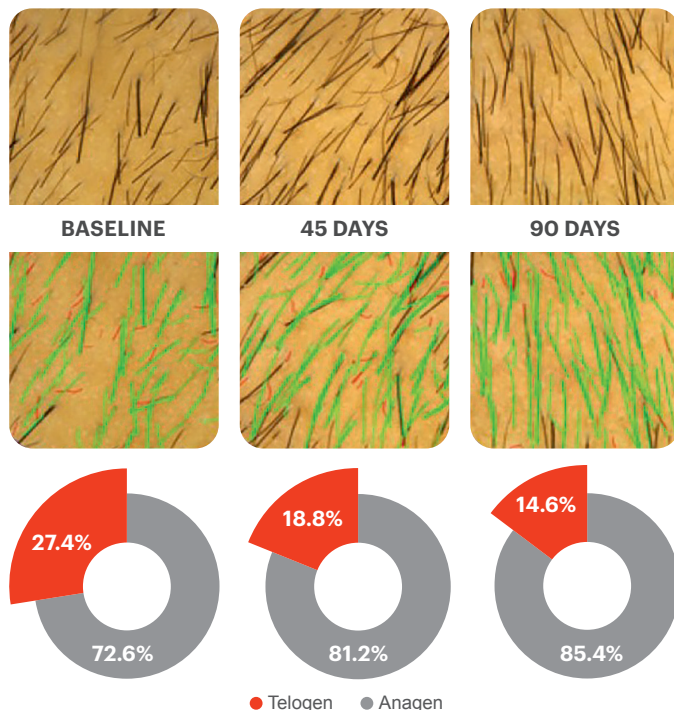 BASELINE 45 DAYS 90 DAYS
27.4% 18.8% 14.6%
72.6% 81.2% 85.4%
Telogen Anagen